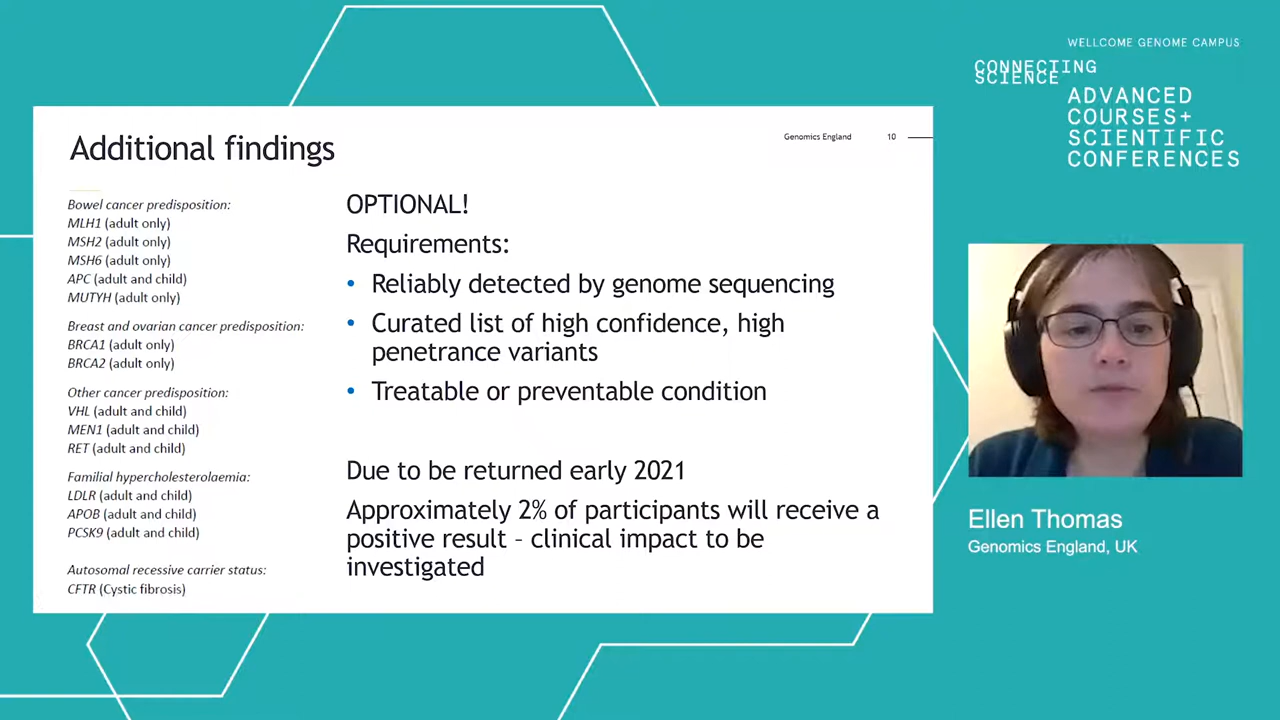 WELLCOME GENOME CAMPUS
CONNECTING
SCIENCE
ADVANCED
COURSES+
SCIENTIFIC
CONFERENCES
Additional findings
Genomics England 10
Bowel cancer predisposition:
MLH1 (adult only)
MSH2 (adult only)
MSH6 (adult only)
APC (adult and child)
MUTYH (adult only)
Breast and ovarian cancer predisposition:
BRCA1 (adult only)
BRCA2 (adult only)
Other cancer predisposition:
VHL (adult and child)
MEN1 (adult and child)
RET (adult and child)
Familial hypercholesterolaemia:
LDLR (adult and child)
APOB (adult and child)
PCSK9 (adult and child)
Autosomal recessive carrier status:
CFTR (Cystic fibrosis)
OPTIONAL!
Requirements:
• Reliably detected by genome sequencing
• Curated list of high confidence, high
penetrance variants
• Treatable or preventable condition
Due to be returned early 2021
Approximately 2% of participants will receive a
positive result – clinical impact to be
investigated
Ellen Thomas
Genomics England, UK